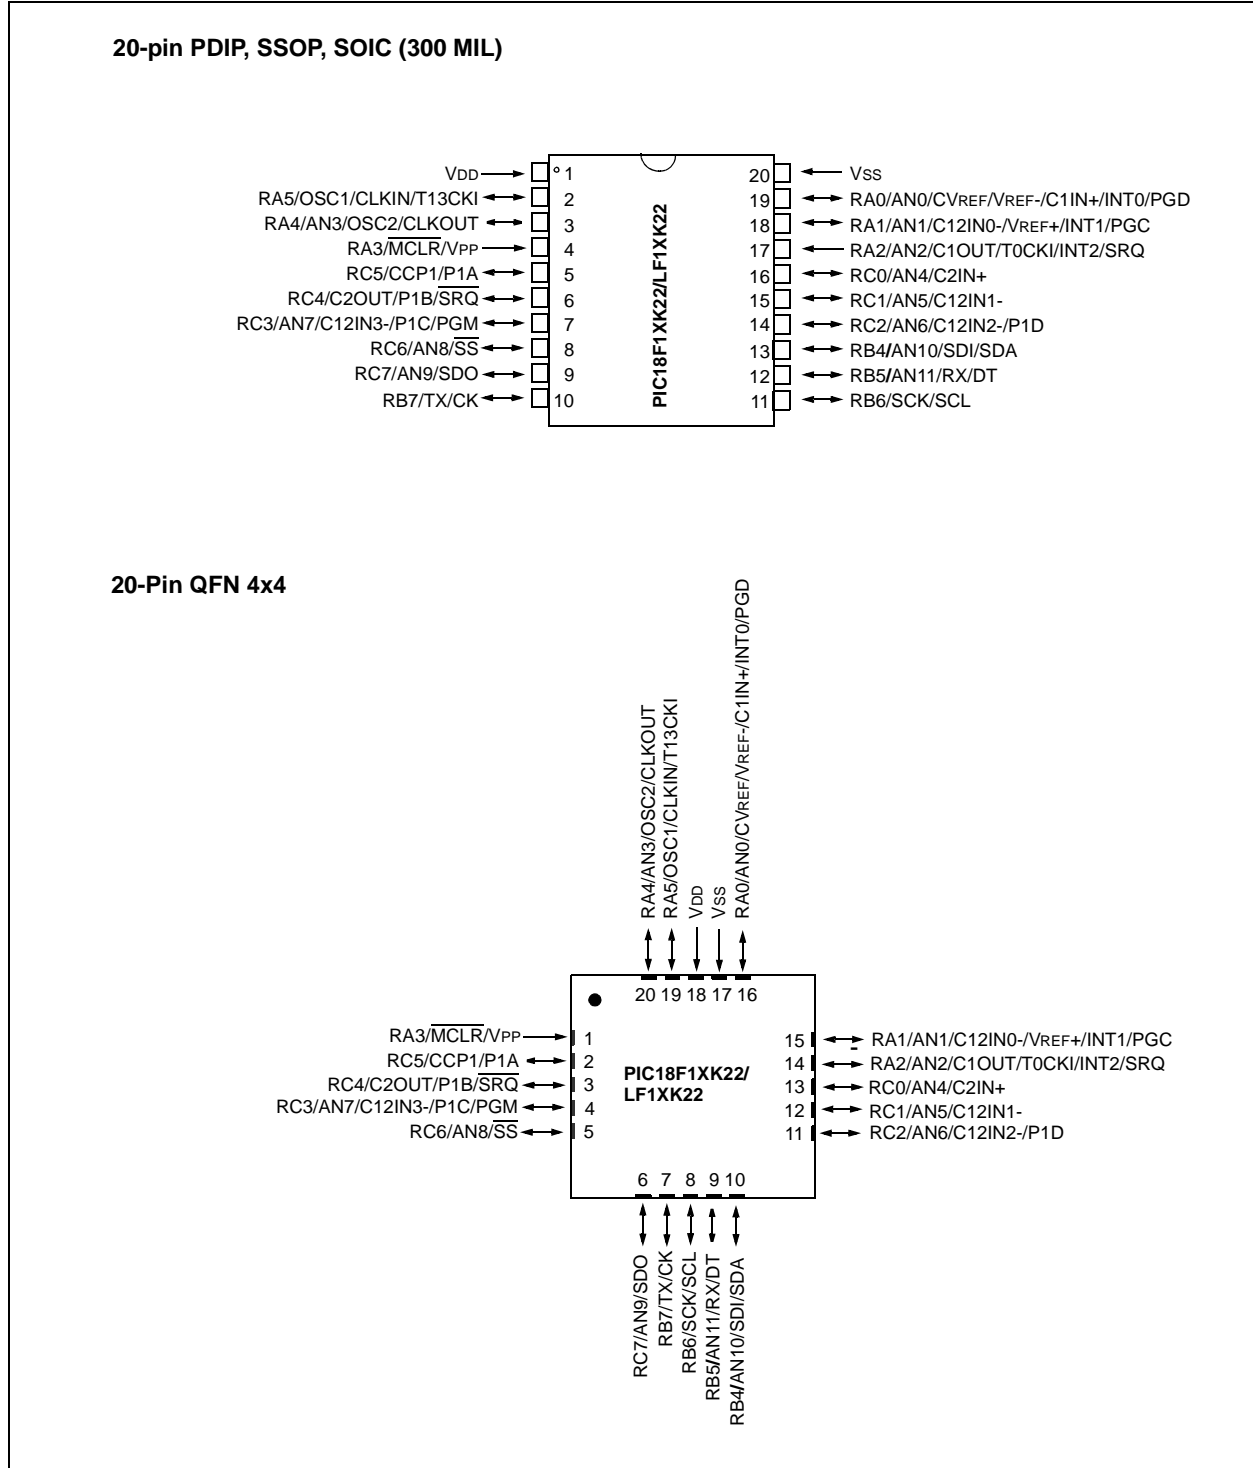 20-pin PDIP, SSOP, SOIC (300 MIL)
VDD
1
RA5/OSC1/CLKIN/T13CKI
2
RA4/AN3/OSC2/CLKOUT
3
RA3/MCLR/VPP
4
RC5/CCP1/P1A
5
RC4/C2OUT/P1B/SRQ
6
RC3/AN7/C12IN3-/P1C/PGM
7
RC6/AN8/SS
8
RC7/AN9/SDO
9
RB7/TX/CK
10
PIC18F1XK22/LF1XK22
20
VSS
19
RA0/AN0/CVREF/VREF-/C1IN+/INT0/PGD
18
RA1/AN1/C12IN0-/VREF+/INT1/PGC
17
RA2/AN2/C1OUT/T0CKI/INT2/SRQ
16
RC0/AN4/C2IN+
15
RC1/AN5/C12IN1-
14
RC2/AN6/C12IN2-/P1D
13
RB4/AN10/SDI/SDA
12
RB5/AN11/RX/DT
11
RB6/SCK/SCL
20-Pin QFN 4x4
RA4/AN3/OSC2/CLKOUT
RA5/OSC1/CLKIN/T13CKI
VDD
VSS
RA0/AN0/CVREF/VREF-/C1IN+/INT0/PGD
20 19 18 17 16
RA3/MCLR/VPP
1
RC5/CCP1/P1A
2
RC4/C2OUT/P1B/SRQ
3
RC3/AN7/C12IN3-/P1C/PGM
4
RC6/AN8/SS
5
PIC18F1XK22/
LF1XK22
15
RA1/AN1/C12IN0-/VREF+/INT1/PGC
14
RA2/AN2/C1OUT/T0CKI/INT2/SRQ
13
RC0/AN4/C2IN+
12
RC1/AN5/C12IN1-
11
RC2/AN6/C12IN2-/P1D
6 7 8 9 10
RC7/AN9/SDO
RB7/TX/CK
RB6/SCK/SCL
RB5/AN11/RX/DT
RB4/AN10/SDI/SDA